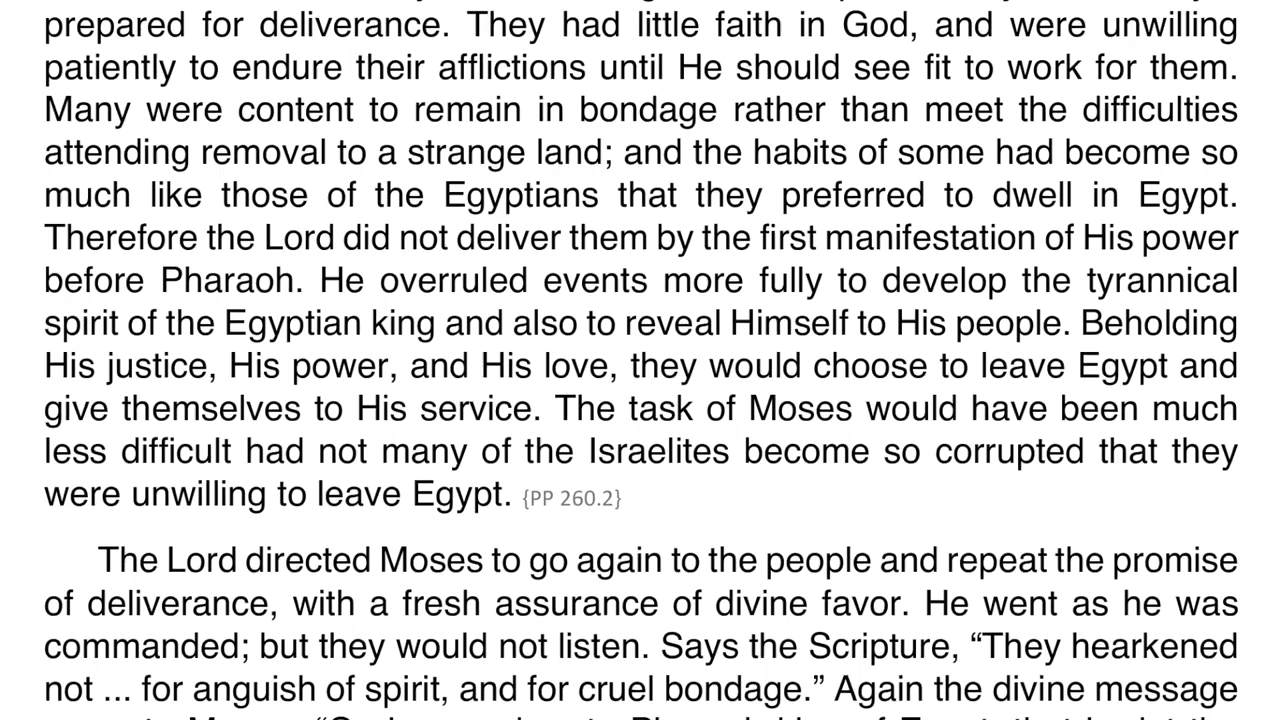 prepared for deliverance. They had little faith in God, and were unwilling
patiently to endure their afflictions until He should see fit to work for them.
Many were content to remain in bondage rather than meet the difficulties
attending removal to a strange land; and the habits of some had become so
much like those of the Egyptians that they preferred to dwell in Egypt.
Therefore the Lord did not deliver them by the first manifestation of His power
before Pharaoh. He overruled events more fully to develop the tyrannical
spirit of the Egyptian king and also to reveal Himself to His people. Beholding
His justice, His power, and His love, they would choose to leave Egypt and
give themselves to His service. The task of Moses would have been much
less difficult had not many of the Israelites become so corrupted that they
were unwilling to leave Egypt. {PP 260.2}
The Lord directed Moses to go again to the people and repeat the promise
of deliverance, with a fresh assurance of divine favor. He went as he was
commanded; but they would not listen. Says the Scripture, “They hearkened
not ... for anguish of spirit, and for cruel bondage.” Again the divine message